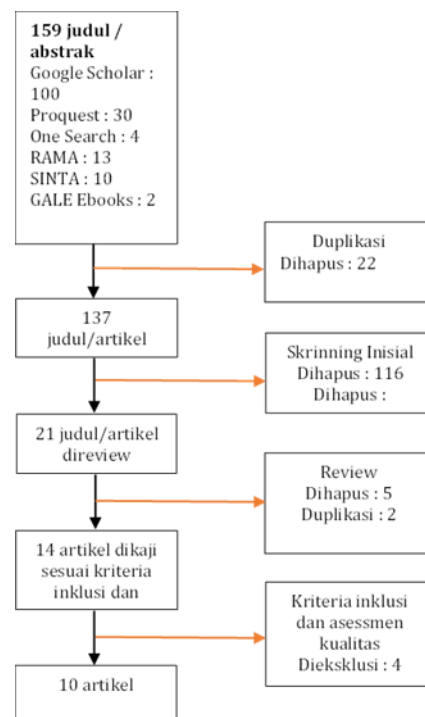 159 judul /
abstrak
Google Scholar :
100
Proquest : 30
One Search : 4
RAMA : 13
SINTA : 10
GALE Ebooks : 2
Duplikasi
Dihapus : 22
137
judul/artikel
Skrinning Inisial
Dihapus : 116
Dihapus :
21 judul/artikel
direview
Review
Dihapus : 5
Duplikasi : 2
14 artikel dikaji
sesuai kriteria
inklusi dan
Kriteria inklusi
dan asessmen
kualitas
Dieksklusi : 4
10 artikel